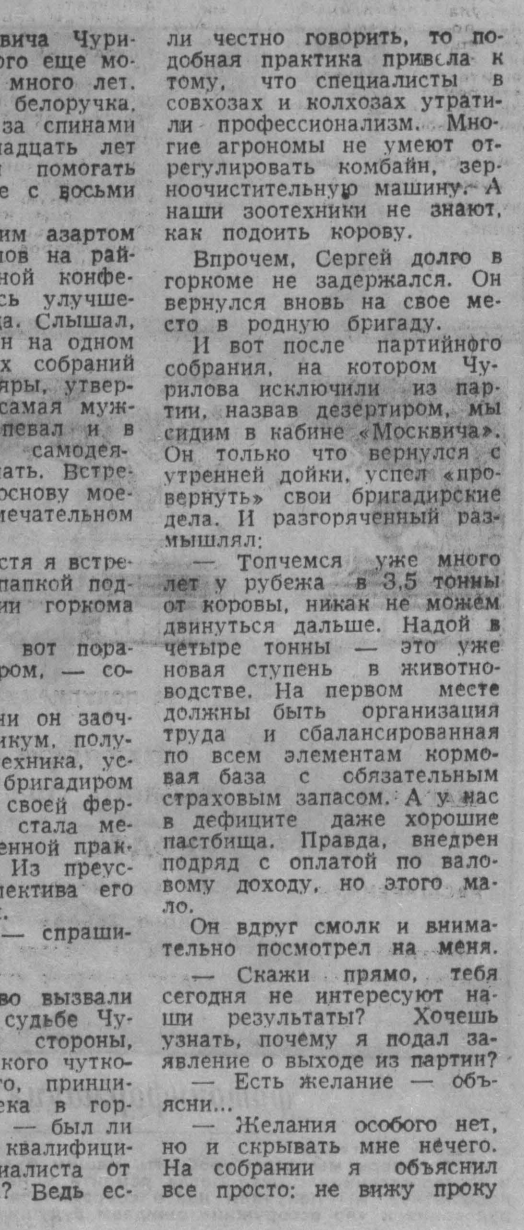 вича Чури-
ого еще мо-
много лет.
белоручка,
за спинами
надцать лет
помогать
е с восьми
им азартом
нов на рай-
ной конфе-
сь улучше-
да. Слышал,
н на одном
х собраний
яры, утвер-
самая муж-
певал и в
самодея-
ать. Встре-
основу мое-
мечательном
стя я встре-
папкой под-
ии горкома
вот пора-
ром, — со-
ни он заоч-
икум, полу-
техника, ус-
бригадиром
своей фер-
стала ме-
енной прак-
Из преус-
лектива его
— спраши-
во вызвали
судьбе Чу-
стороны,
кого чутко-
го, принци-
ека в гор-
— был ли
квалифици-
иалиста от
? Ведь ес-
ли честно говорить, то по-
добная практика привела к
тому, что специалисты в
совхозах и колхозах утрати-
ли профессионализм. Мно-
гие агрономы не умеют от-
регулировать комбайн, зер-
ноочистительную машину. А
наши зоотехники не знают,
как подоить корову.
Впрочем, Сергей долго в
горкоме не задержался. Он
вернулся вновь на свое ме-
сто в родную бригаду.
И вот после партийного
собрания, на котором Чу-
рилова исключили из пар-
тии, назвав дезертиром, мы
сидим в кабине «Москвича».
Он только что вернулся с
утренней дойки, успел «про-
вернуть» свои бригадирские
дела. И разгоряченный раз-
мышлял:
— Топчемся уже много
лет у рубежа в 3,5 тонны
от коровы, никак не можем
двинуться дальше. Надой в
четыре тонны — это уже
новая ступень в животно-
водстве. На первом месте
должны быть организация
труда и сбалансированная
по всем элементам кормо-
вая база с обязательным
страховым запасом. А у нас
в дефиците даже хорошие
пастбища. Правда, внедрен
подряд с оплатой по вало-
вому доходу, но этого ма-
ло.
Он вдруг смолк и внима-
тельно посмотрел на меня.
— Скажи прямо, тебя
сегодня не интересуют на-
ши результаты? Хочешь
узнать, почему я подал за-
явление о выходе из партии?
— Есть желание — объ-
ясни...
— Желания особого нет,
но и скрывать мне нечего.
На собрании я объяснил
все просто: не вижу проку